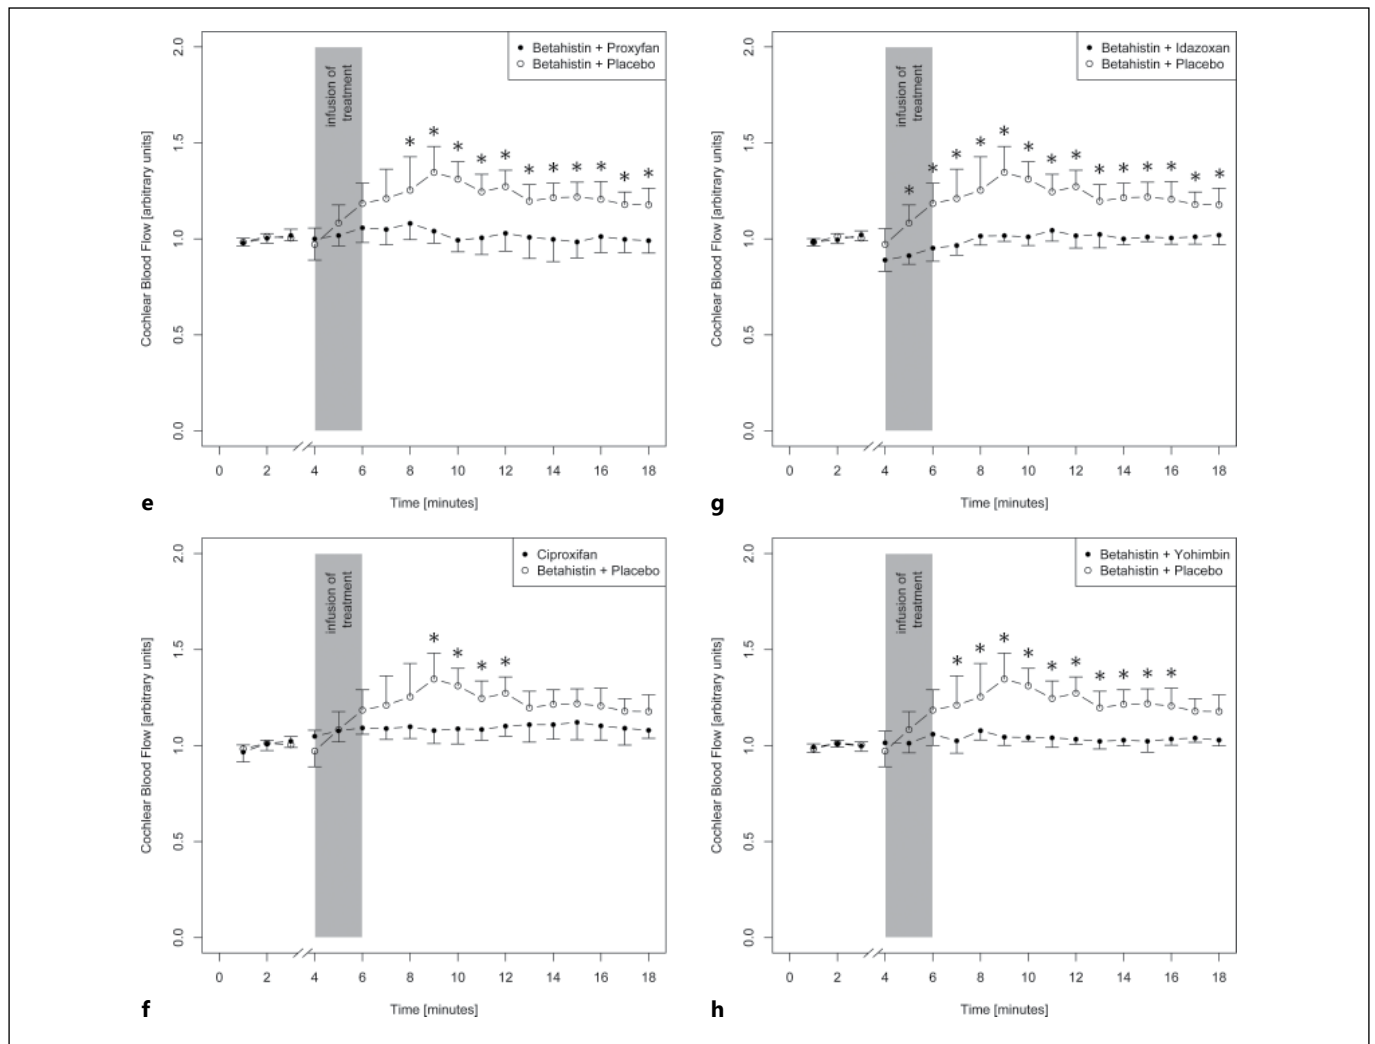 Betahistin + Proxyfan
Betahistin + Placebo
infusion of
treatment
Cochlear Blood Flow [arbitrary units]
2.0
1.5
1.0
0.5
0.0
* * * * * * * * * * *
0 2 4 6 8 10 12 14 16 18
Time [minutes]
e
Betahistin + Idazoxan
Betahistin + Placebo
infusion of
treatment
Cochlear Blood Flow [arbitrary units]
2.0
1.5
1.0
0.5
0.0
* * * * * * * * * * * * * *
0 2 4 6 8 10 12 14 16 18
Time [minutes]
g
Ciproxifan
Betahistin + Placebo
infusion of
treatment
Cochlear Blood Flow [arbitrary units]
2.0
1.5
1.0
0.5
0.0
* * * *
0 2 4 6 8 10 12 14 16 18
Time [minutes]
f
Betahistin + Yohimbin
Betahistin + Placebo
infusion of
treatment
Cochlear Blood Flow [arbitrary units]
2.0
1.5
1.0
0.5
0.0
* * * * * * * * * *
0 2 4 6 8 10 12 14 16 18
Time [minutes]
h